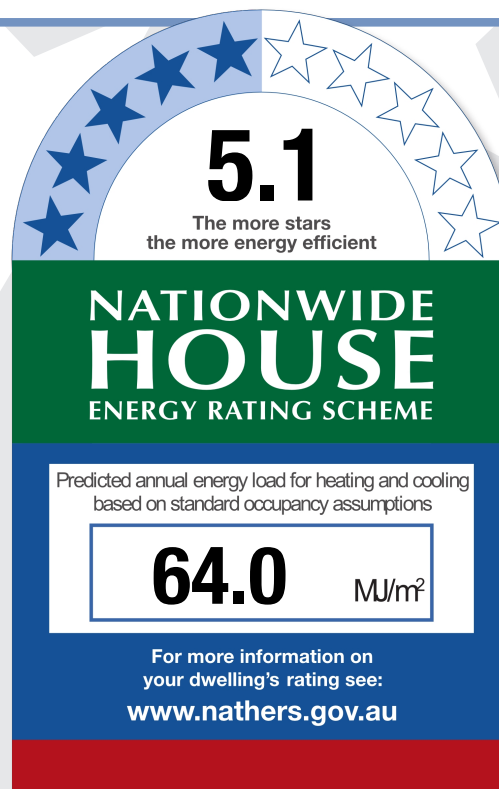 5.1
The more stars
the more energy efficient
NATIONWIDE
HOUSE
ENERGY RATING SCHEME
Predicted annual energy load for heating and cooling
based on standard occupancy assumptions
64.0 MJ/m²
For more information on
your dwelling's rating see:
www.nathers.gov.au